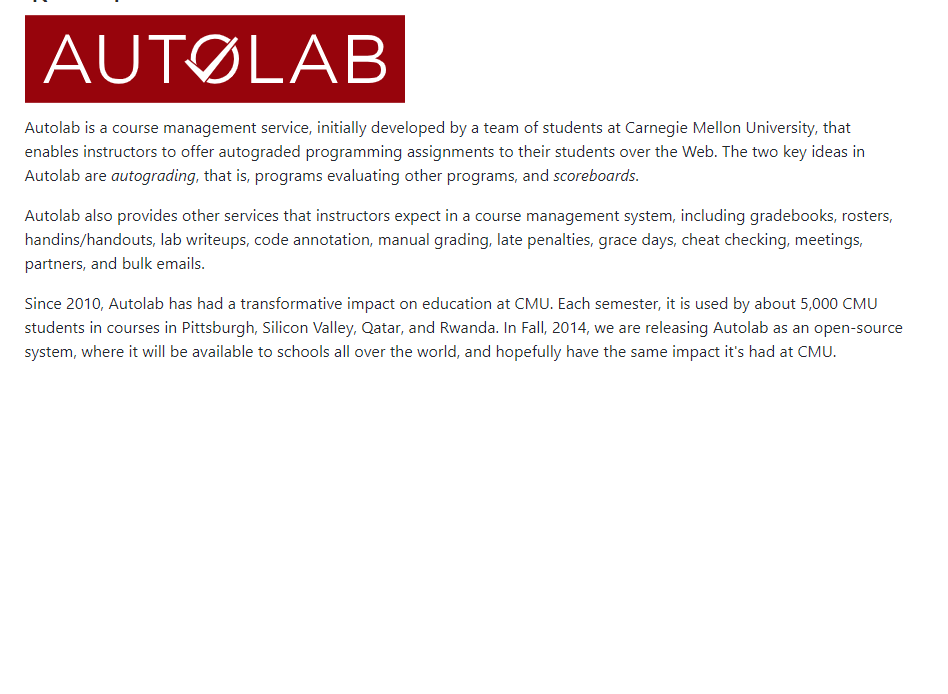 AUTOLAB
Autolab is a course management service, initially developed by a team of students at Carnegie Mellon University, that
enables instructors to offer autograded programming assignments to their students over the Web. The two key ideas in
Autolab are autograding, that is, programs evaluating other programs, and scoreboards.
Autolab also provides other services that instructors expect in a course management system, including gradebooks, rosters,
handins/handouts, lab writeups, code annotation, manual grading, late penalties, grace days, cheat checking, meetings,
partners, and bulk emails.
Since 2010, Autolab has had a transformative impact on education at CMU. Each semester, it is used by about 5,000 CMU
students in courses in Pittsburgh, Silicon Valley, Qatar, and Rwanda. In Fall, 2014, we are releasing Autolab as an open-source
system, where it will be available to schools all over the world, and hopefully have the same impact it's had at CMU.